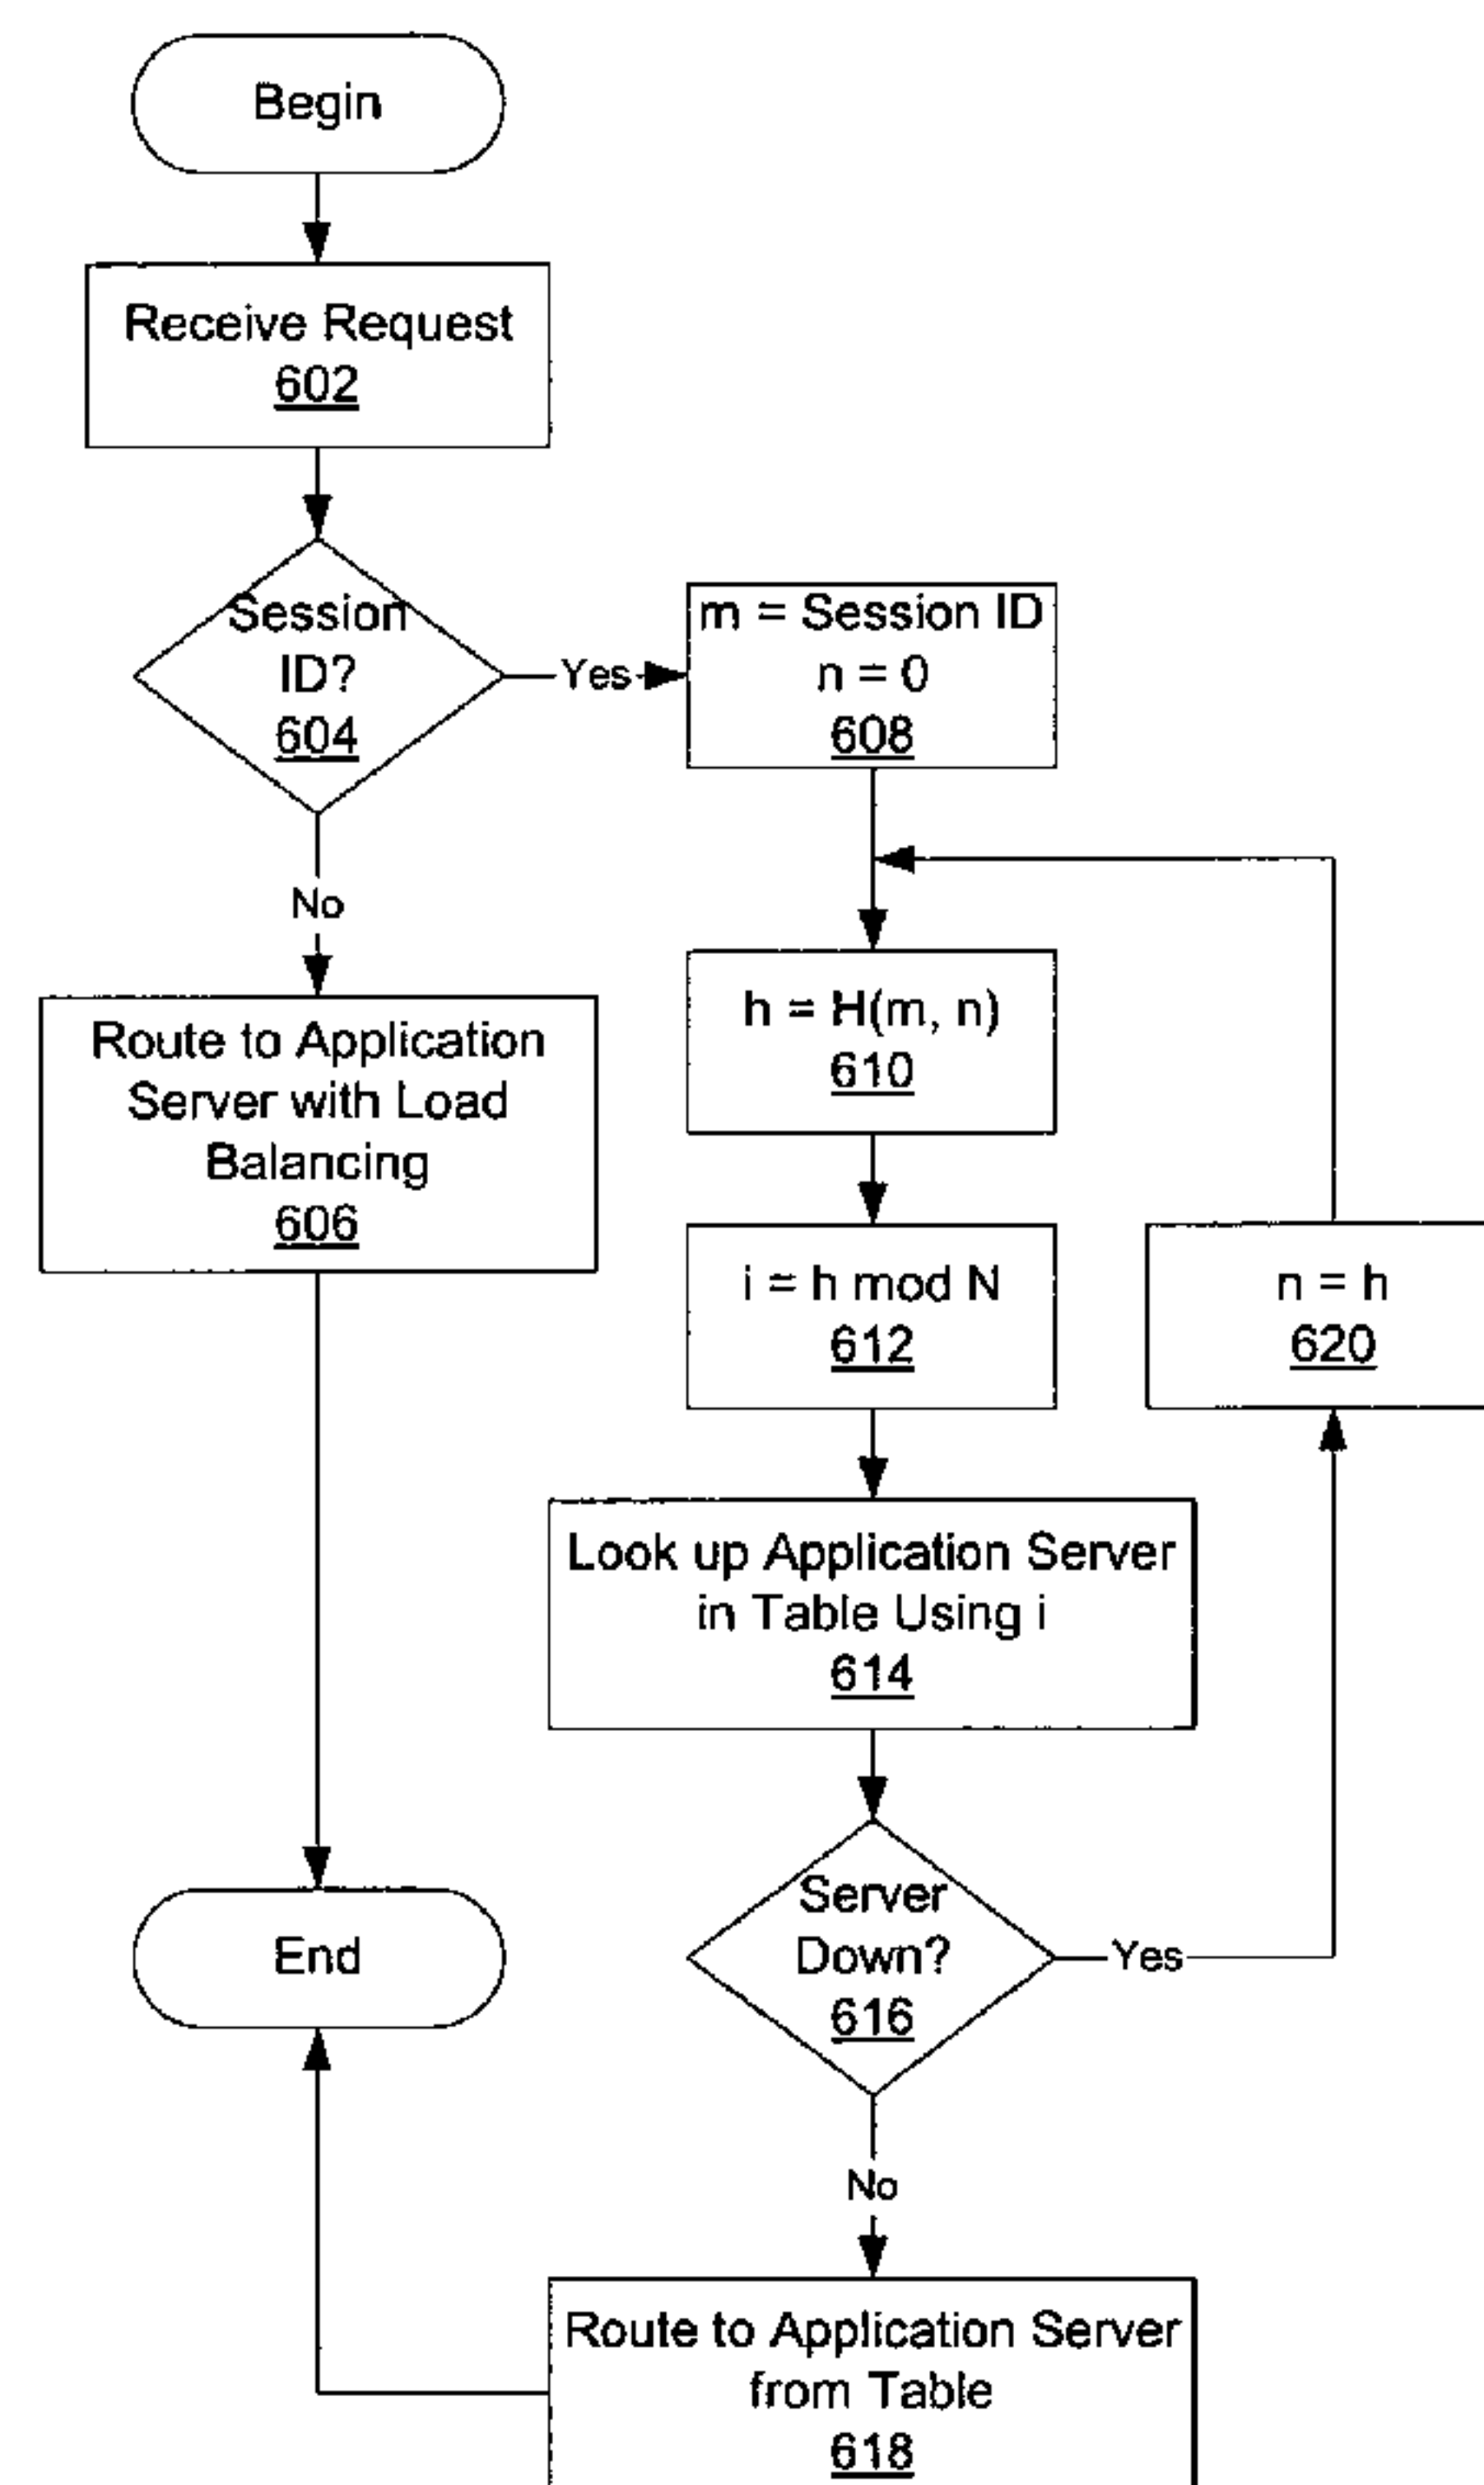 Begin
Receive Request
602
Session
ID?
604
Yes
m = Session ID
n = 0
608
No
h = H(m, n)
610
Route to Application
Server with Load
Balancing
606
i = h mod N
612
n = h
620
Look up Application Server
in Table Using i
614
Server
Down?
616
Yes
End
No
Route to Application Server
from Table
618